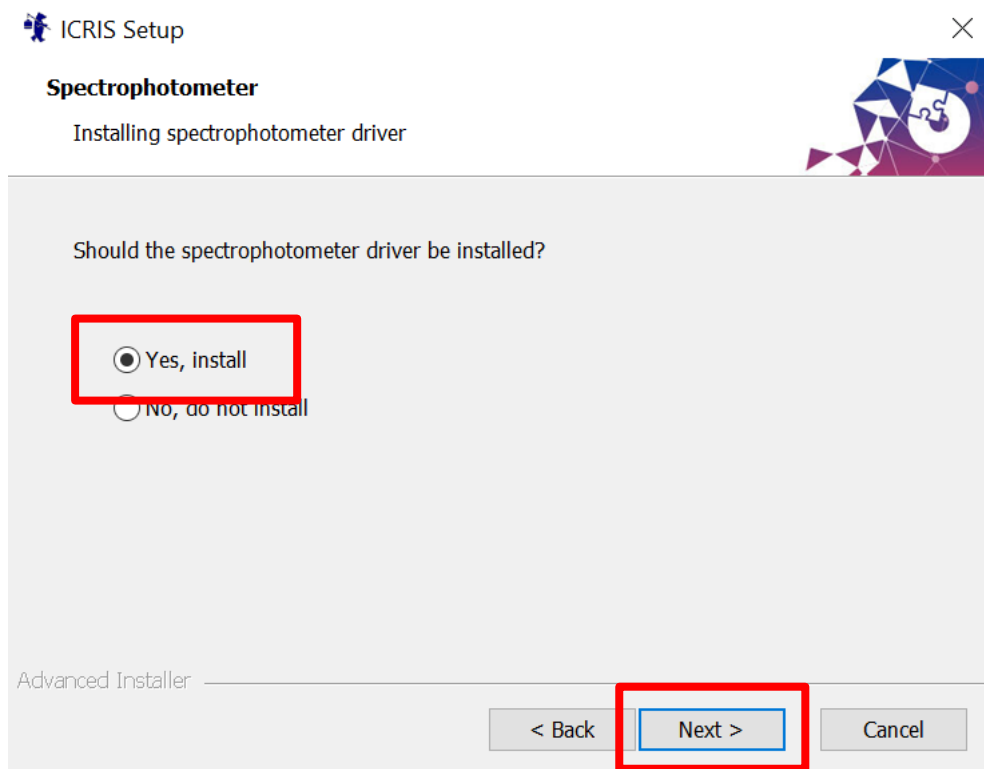 ICRIS Setup
Spectrophotometer
Installing spectrophotometer driver
Should the spectrophotometer driver be installed?
Yes, install
No, do not install
Advanced Installer
< Back
Next >
Cancel